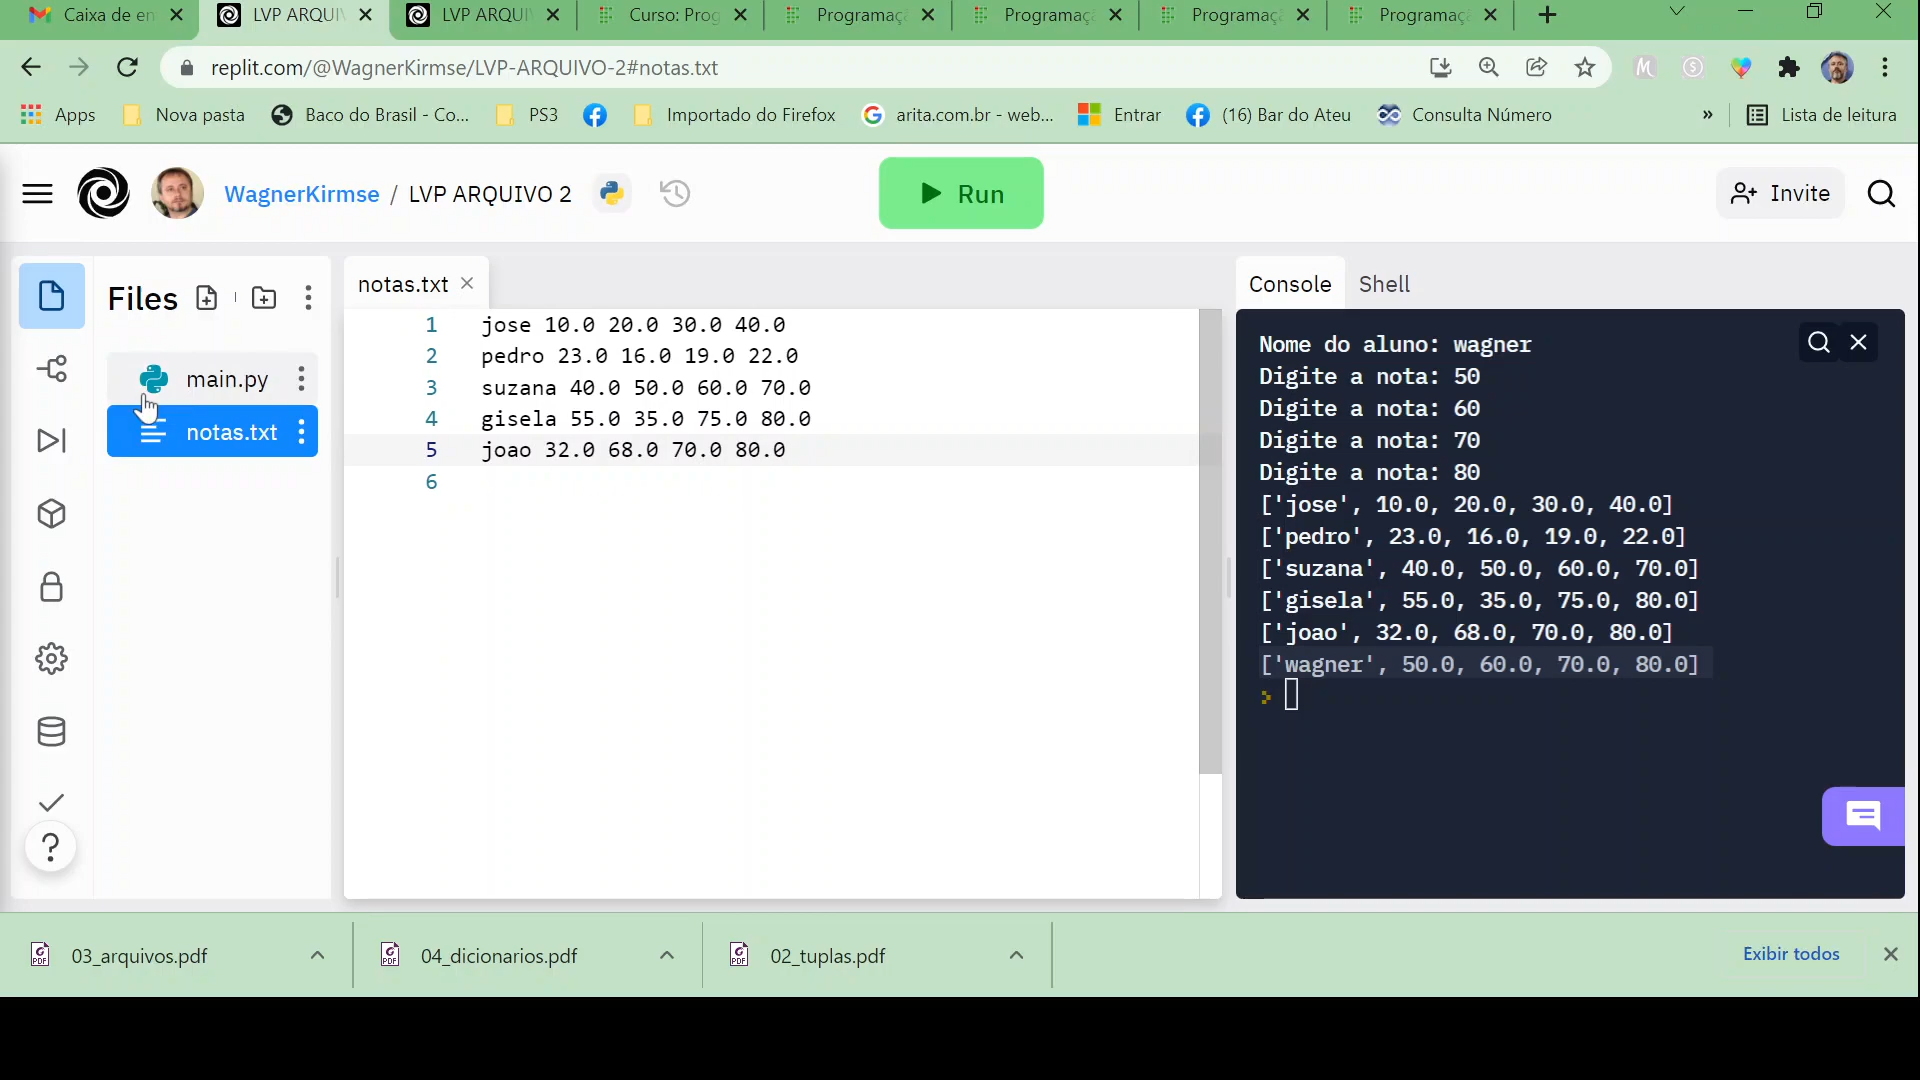 Caixa de en
LVP ARQUI
LVP ARQUI
Curso: Prog
Programaç
Programaç
Programaç
Programaç
replit.com/@WagnerKirmse/LVP-ARQUIVO-2#notas.txt
Apps
Nova pasta
Baco do Brasil - Co...
PS3
Importado do Firefox
arita.com.br - web...
Entrar
(16) Bar do Ateu
Consulta Número
»
Lista de leitura
WagnerKirmse / LVP ARQUIVO 2
Run
Invite
Files
main.py
notas.txt
notas.txt
1 jose 10.0 20.0 30.0 40.0
2 pedro 23.0 16.0 19.0 22.0
3 suzana 40.0 50.0 60.0 70.0
4 gisela 55.0 35.0 75.0 80.0
5 joao 32.0 68.0 70.0 80.0
6
Console
Shell
Nome do aluno: wagner
Digite a nota: 50
Digite a nota: 60
Digite a nota: 70
Digite a nota: 80
['jose', 10.0, 20.0, 30.0, 40.0]
['pedro', 23.0, 16.0, 19.0, 22.0]
['suzana', 40.0, 50.0, 60.0, 70.0]
['gisela', 55.0, 35.0, 75.0, 80.0]
['joao', 32.0, 68.0, 70.0, 80.0]
['wagner', 50.0, 60.0, 70.0, 80.0]
?
03_arquivos.pdf
04_dicionarios.pdf
02_tuplas.pdf
Exibir todos